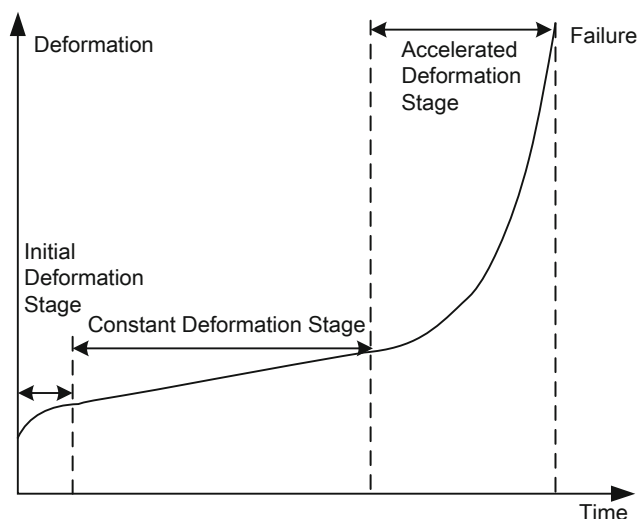 Deformation
Accelerated
Deformation
Stage
Failure
Initial
Deformation
Stage
Constant Deformation Stage
Time